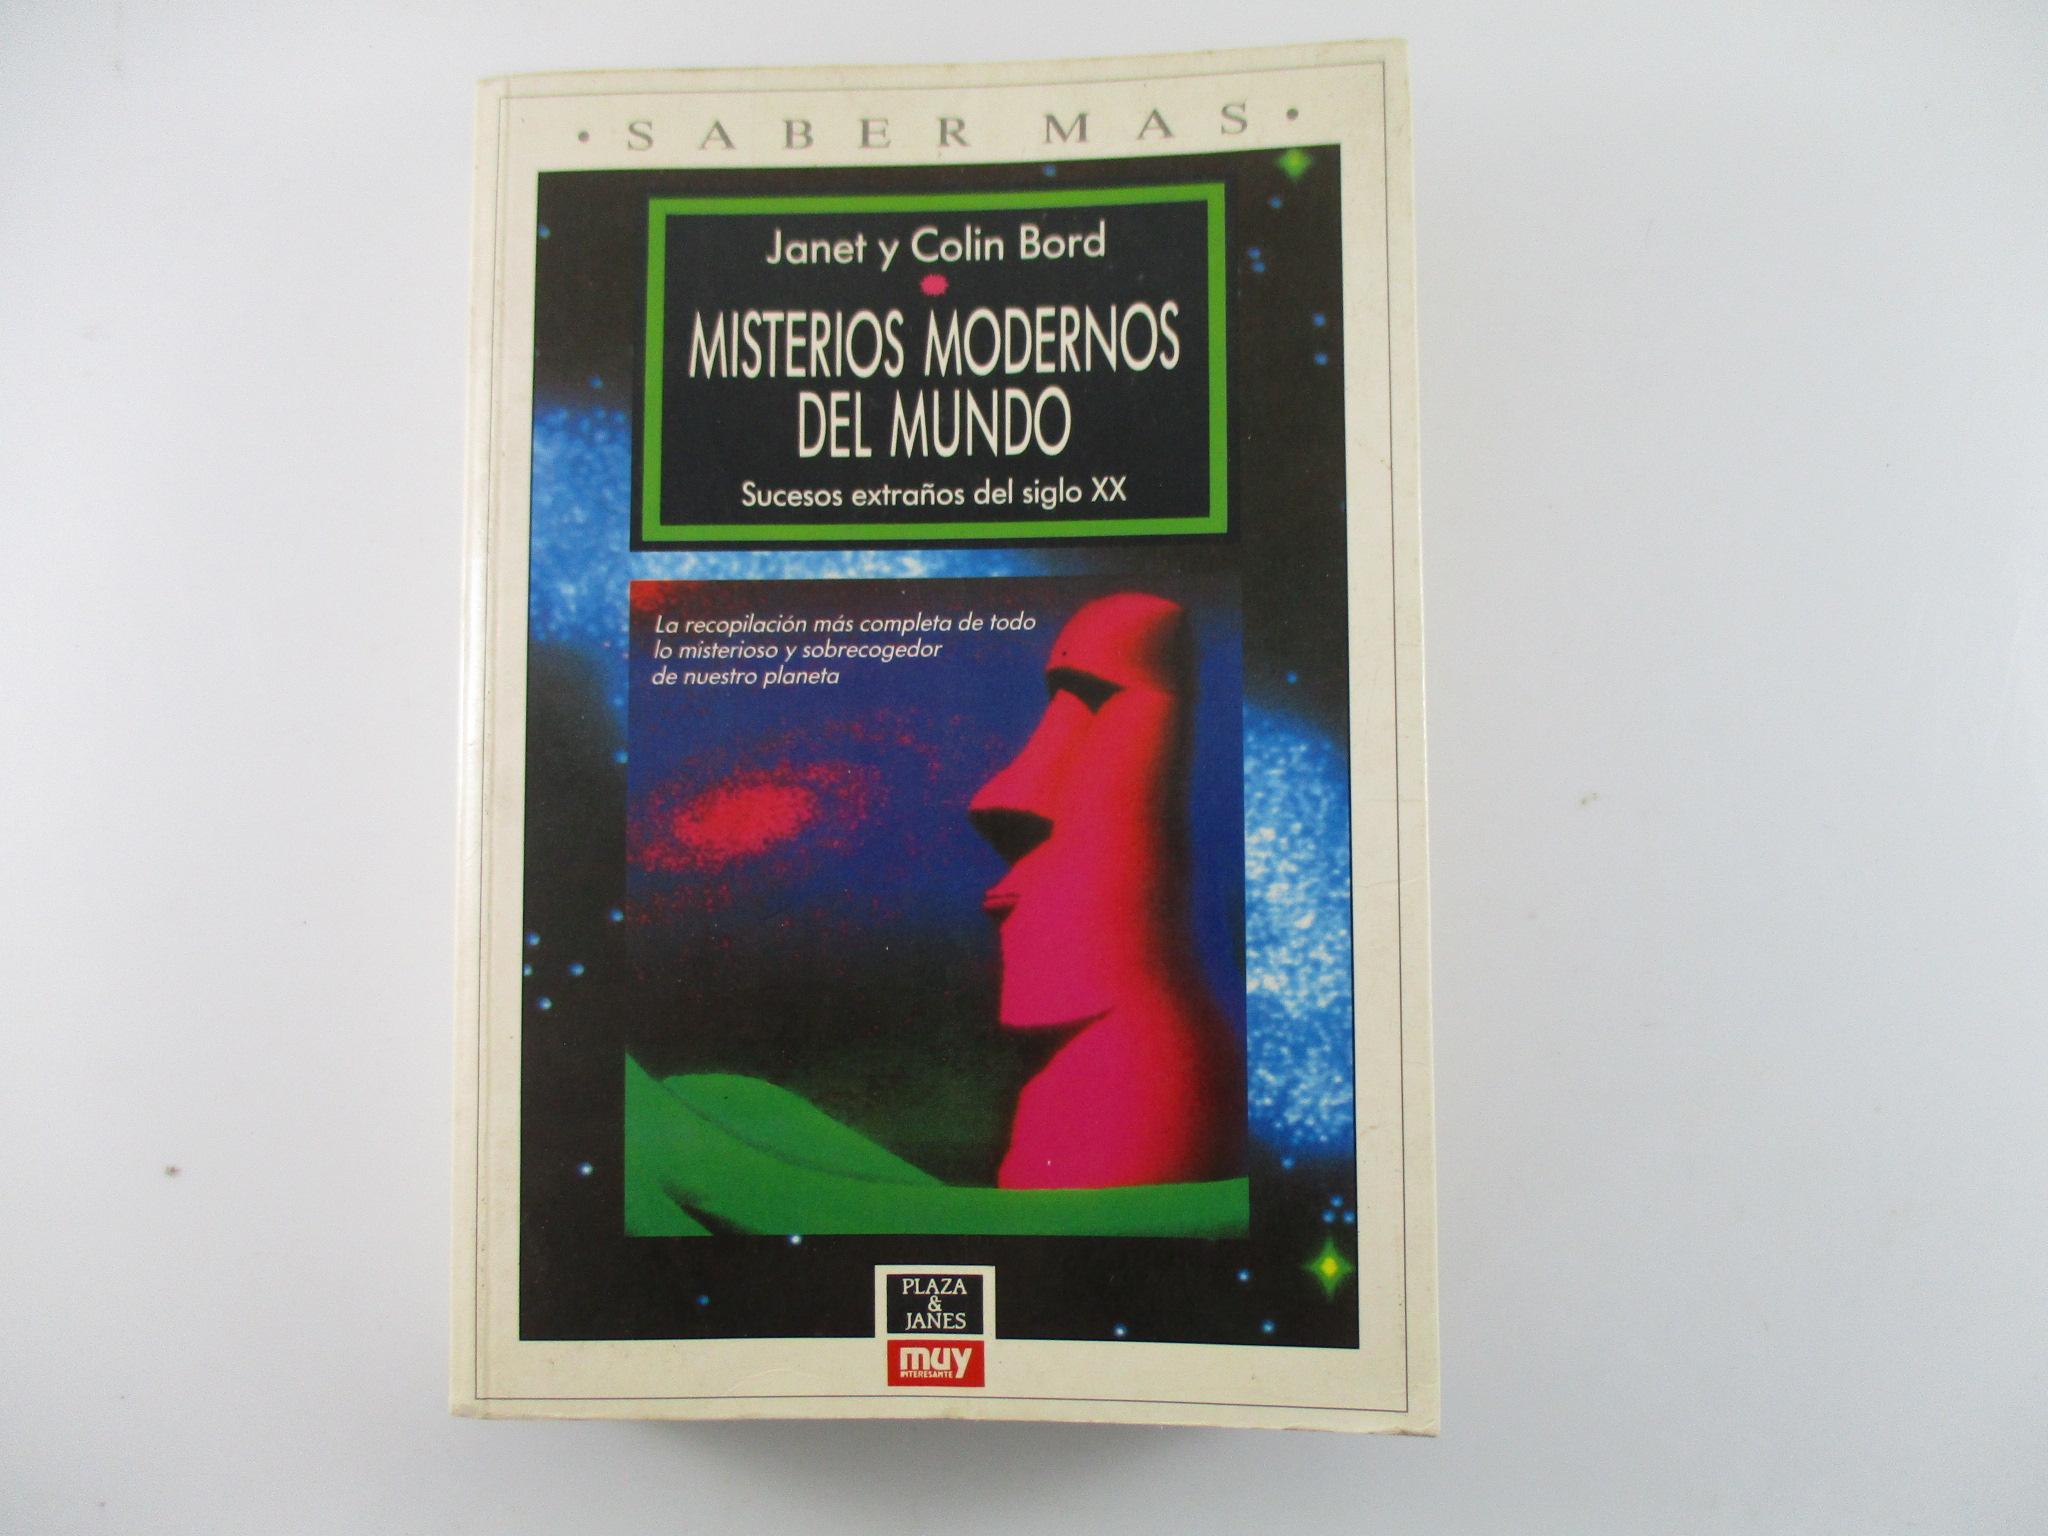 · SABER MAS ·
Janet y Colin Bord
MISTERIOS MODERNOS
DEL MUNDO
Sucesos extraños del siglo XX
La recopilación más completa de todo
lo misterioso y sobrecogedor
de nuestro planeta
PLAZA
&
JANES
muy
INTERESANTE